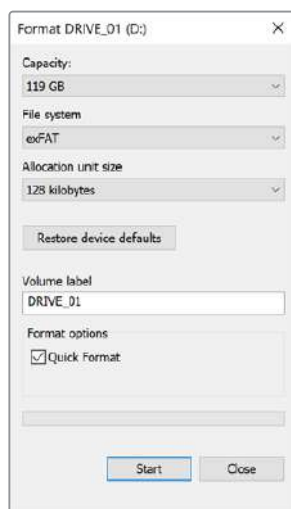 Format DRIVE_01 (D:)
Capacity:
119 GB
File system
exFAT
Allocation unit size
128 kilobytes
Restore device defaults
Volume label
DRIVE_01
Format options
Quick Format
Start Close